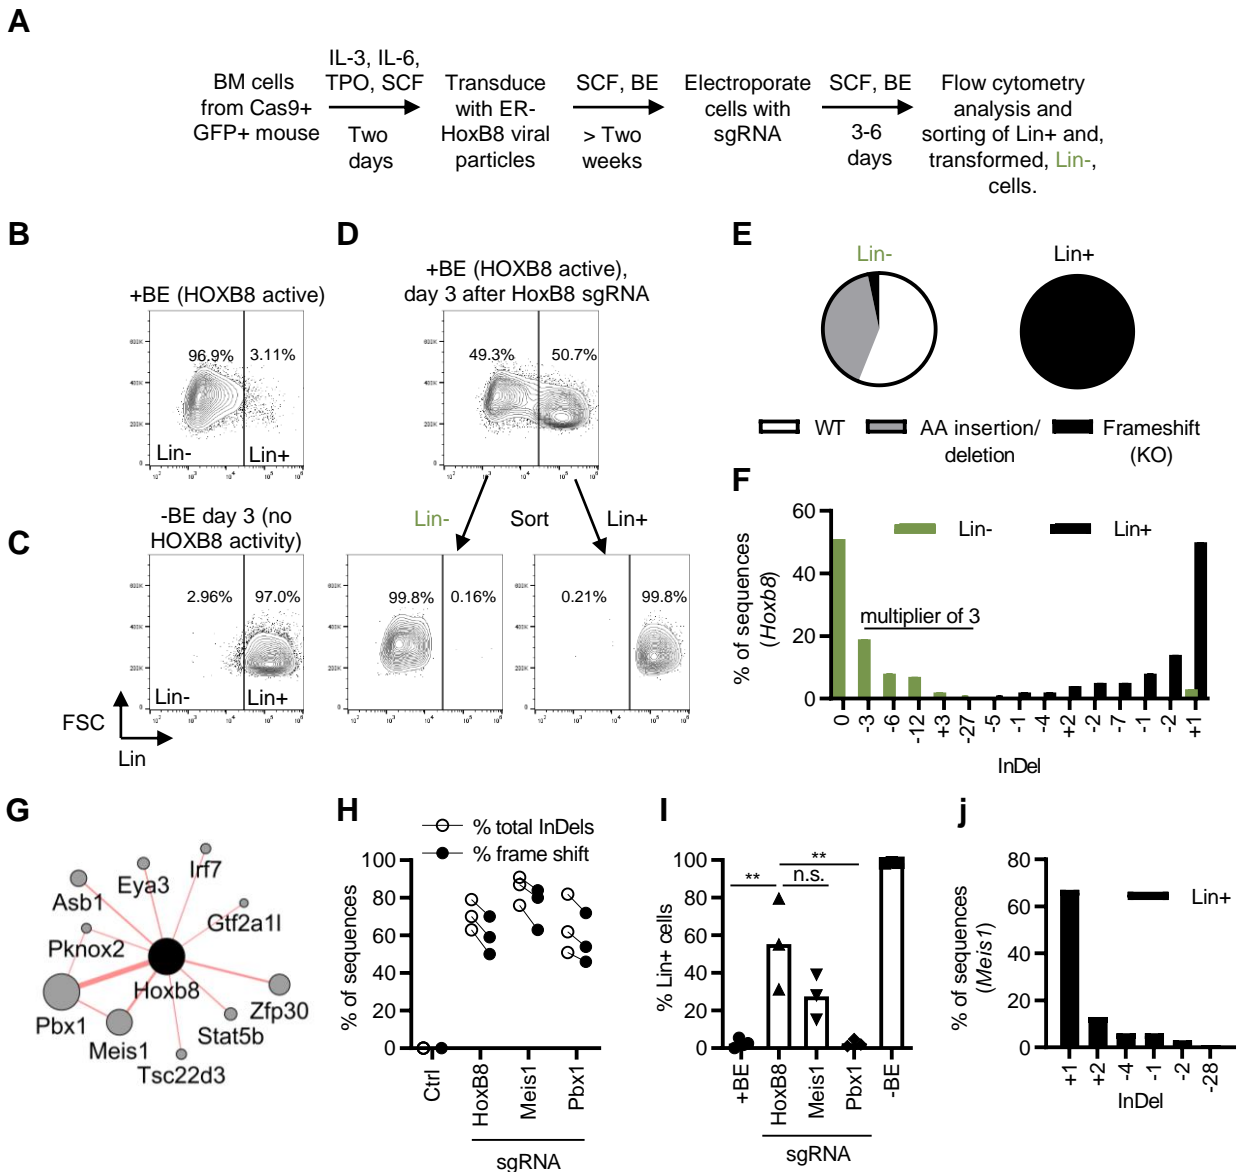 A
BM cells
from Cas9+
GFP+ mouse
IL-3, IL-6,
TPO, SCF
Two
days
Transduce
with ER-
HoxB8 viral
particles
SCF, BE
> Two
weeks
Electroporate
cells with
sgRNA
SCF, BE
3-6
days
Flow cytometry
analysis and
sorting of Lin+ and,
transformed, Lin-,
cells.
B
+BE (HOXB8 active)
96.9%
3.11%
Lin-
Lin+
C
-BE day 3 (no
HOXB8 activity)
2.96%
97.0%
Lin-
Lin+
FSC
Lin
D
+BE (HOXB8 active),
day 3 after HoxB8 sgRNA
49.3%
50.7%
Lin-
Sort
Lin+
99.8%
0.16%
0.21%
99.8%
E
Lin-
Lin+
WT
AA insertion/
deletion
Frameshift
(KO)
F
% of sequences
(Hoxb8)
60
40
20
0
Lin-
Lin+
multiplier of 3
0 -3 -6 -12 +3 -27 -5 -1 -4 +2 -2 -7 -1 -2 +1
InDel
G
Irf7
Eya3
Asb1
Gtf2a1l
Pknox2
Hoxb8
Zfp30
Pbx1
Stat5b
Meis1
Tsc22d3
H
% total InDels
% frame shift
% of sequences
100
80
60
40
20
0
Ctrl
HoxB8
Meis1
Pbx1
sgRNA
I
% Lin+ cells
100
80
60
40
20
0
**
**
n.s.
+BE
HoxB8
Meis1
Pbx1
-BE
sgRNA
j
% of sequences
(Meis1)
80
60
40
20
0
Lin+
+1 +2 -4 -1 -2 -28
InDel